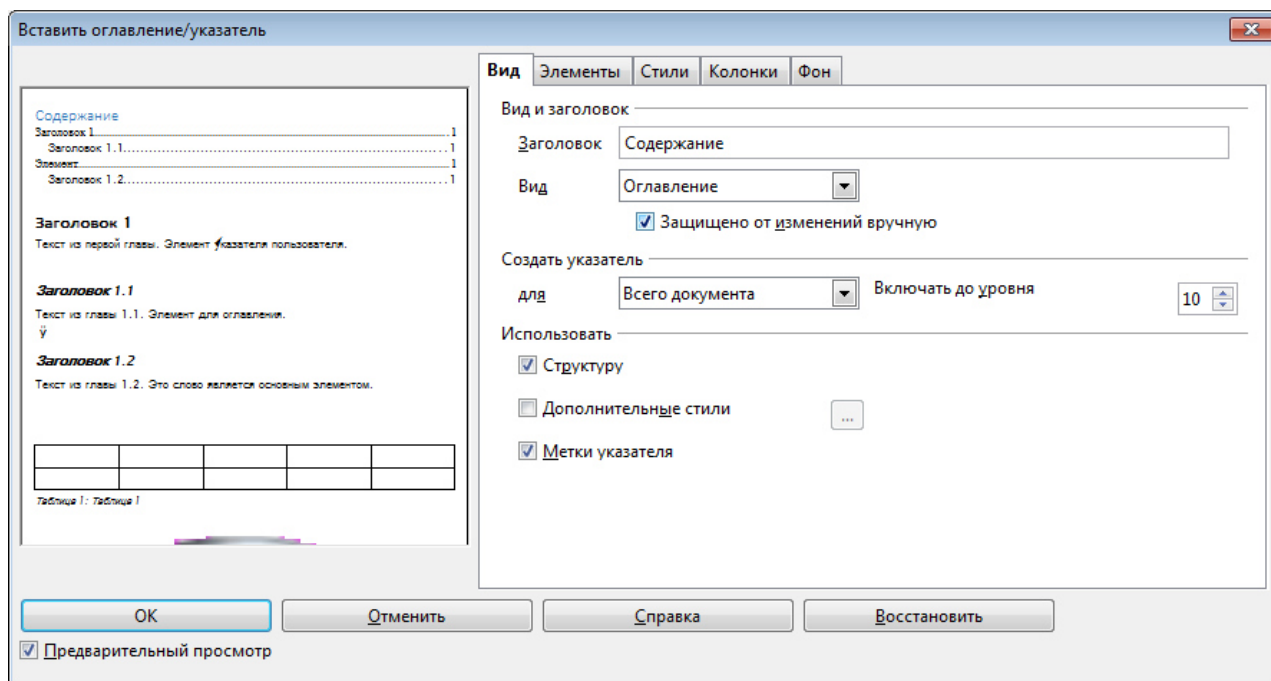 Вставить оглавление/указатель
Содержание
Заголовок 1 1
Заголовок 1.1 1
Элемент 1
Заголовок 1.2 1
Заголовок 1
Текст из первой главы. Элемент указателя пользователя.
Заголовок 1.1
Текст из главы 1.1. Элемент для оглавления.
ÿ
Заголовок 1.2
Текст из главы 1.2. Это слово является основным элементом.
Таблица 1: Таблица 1
Вид Элементы Стили Колонки Фон
Вид и заголовок
Заголовок Содержание
Вид Оглавление
Защищено от изменений вручную
Создать указатель
для Всего документа Включать до уровня 10
Использовать
Структуру
Дополнительные стили ...
Метки указателя
OK Отменить Справка Восстановить
Предварительный просмотр